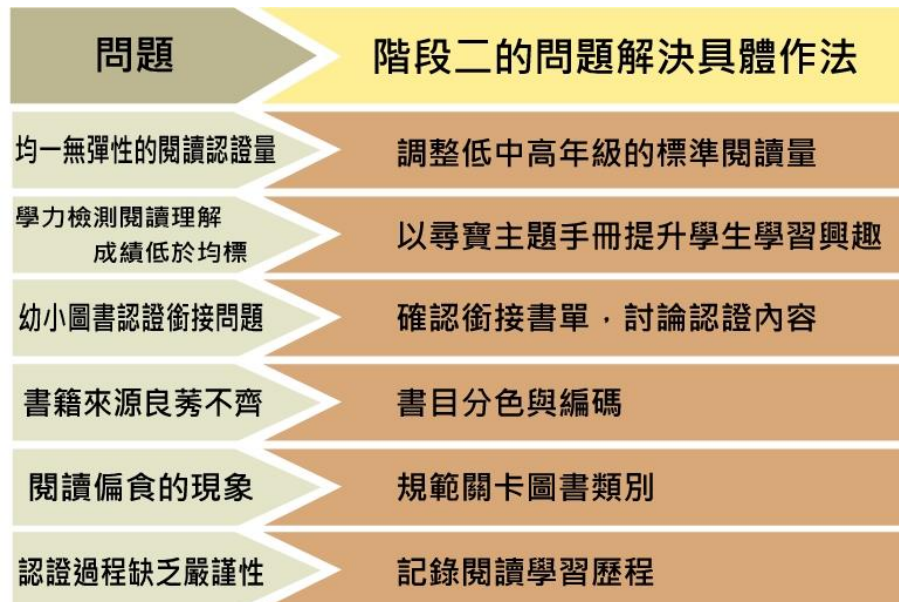 問題
階段二的問題解決具體作法
均一無彈性的閱讀認證量
調整低中高年級的標準閱讀量
學力檢測閱讀理解
成績低於均標
以尋寶主題手冊提升學生學習興趣
幼小圖書認證銜接問題
確認銜接書單，討論認證內容
書籍來源良莠不齊
書目分色與編碼
閱讀偏食的現象
規範關卡圖書類別
認證過程缺乏嚴謹性
記錄閱讀學習歷程